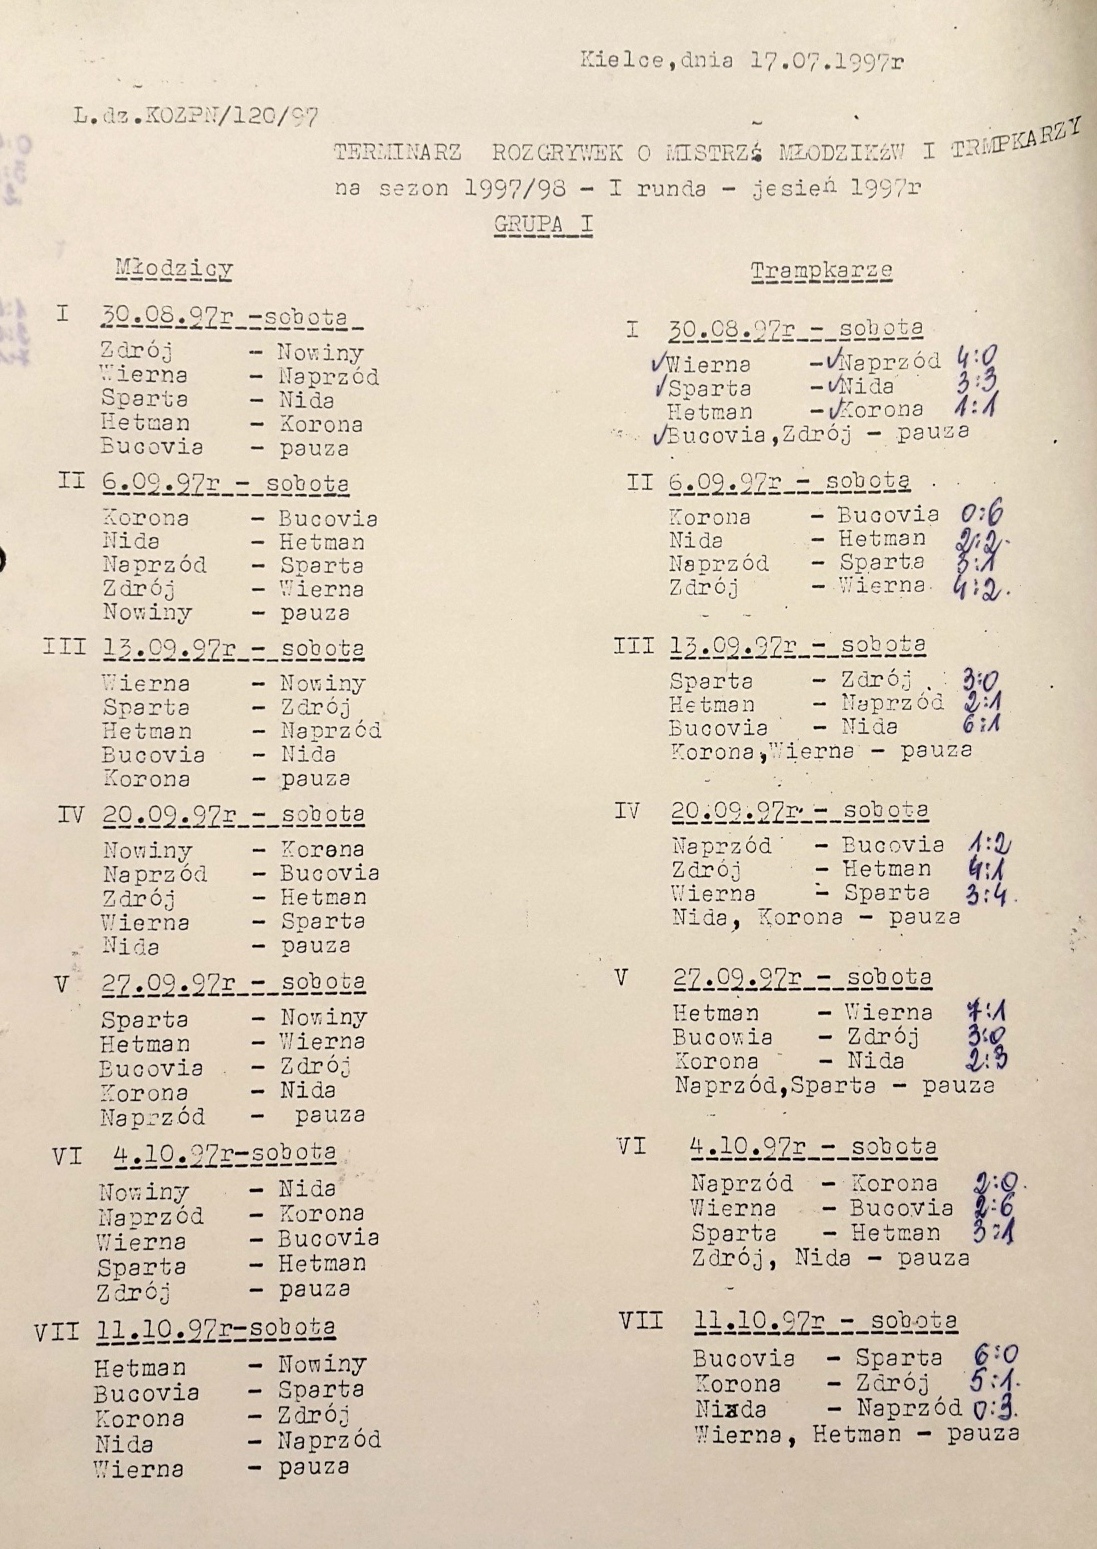 Kielce,dnia 17.07.1997r
L.dz.KOZPN/120/97
TERMINARZ ROZGRYWEK O MISTRZŚ MŁODZIKÓW I TRMPKARZY
na sezon 1997/98 - I runda - jesień 1997r
GRUPA I
Młodzicy
I 30.08.97r -sobota
Zdrój - Nowiny
Wierna - Naprzód
Sparta - Nida
Hetman - Korona
Bucovia - pauza
II 6.09.97r - sobota
Korona - Bucovia
Nida - Hetman
Naprzód - Sparta
Zdrój - Wierna
Nowiny - pauza
III 13.09.97r - sobota
Wierna - Nowiny
Sparta - Zdrój
Hetman - Naprzód
Bucovia - Nida
Korona - pauza
IV 20.09.97r - sobota
Nowiny - Korona
Naprzód - Bucovia
Zdrój - Hetman
Wierna - Sparta
Nida - pauza
V 27.09.97r - sobota
Sparta - Nowiny
Hetman - Wierna
Bucovia - Zdrój
Korona - Nida
Naprzód - pauza
VI 4.10.97r-sobota
Nowiny - Nida
Naprzód - Korona
Wierna - Bucovia
Sparta - Hetman
Zdrój - pauza
VII 11.10.97r-sobota
Hetman - Nowiny
Bucovia - Sparta
Korona - Zdrój
Nida - Naprzód
Wierna - pauza
Trampkarze
I 30.08.97r - sobota
✓Wierna -✓Naprzód 4:0
✓Sparta -✓Nida 3:3
Hetman -✓Korona 1:1
✓Bucovia,Zdrój - pauza
II 6.09.97r - sobota
Korona - Bucovia 0:6
Nida - Hetman 2:2
Naprzód - Sparta 3:1
Zdrój - Wierna 4:2.
III 13.09.97r - sobota
Sparta - Zdrój 3:0
Hetman - Naprzód 2:1
Bucovia - Nida 6:1
Korona,Wierna - pauza
IV 20.09.97r - sobota
Naprzód - Bucovia 1:2
Zdrój - Hetman 4:1
Wierna - Sparta 3:4.
Nida, Korona - pauza
V 27.09.97r - sobota
Hetman - Wierna 7:1
Bucowia - Zdrój 3:0
Korona - Nida 2:3
Naprzód,Sparta - pauza
VI 4.10.97r - sobota
Naprzód - Korona 2:0.
Wierna - Bucovia 2:6
Sparta - Hetman 3:1
Zdrój, Nida - pauza
VII 11.10.97r - sobota
Bucovia - Sparta 6:0
Korona - Zdrój 5:1.
Nixda - Naprzód 0:3.
Wierna, Hetman - pauza